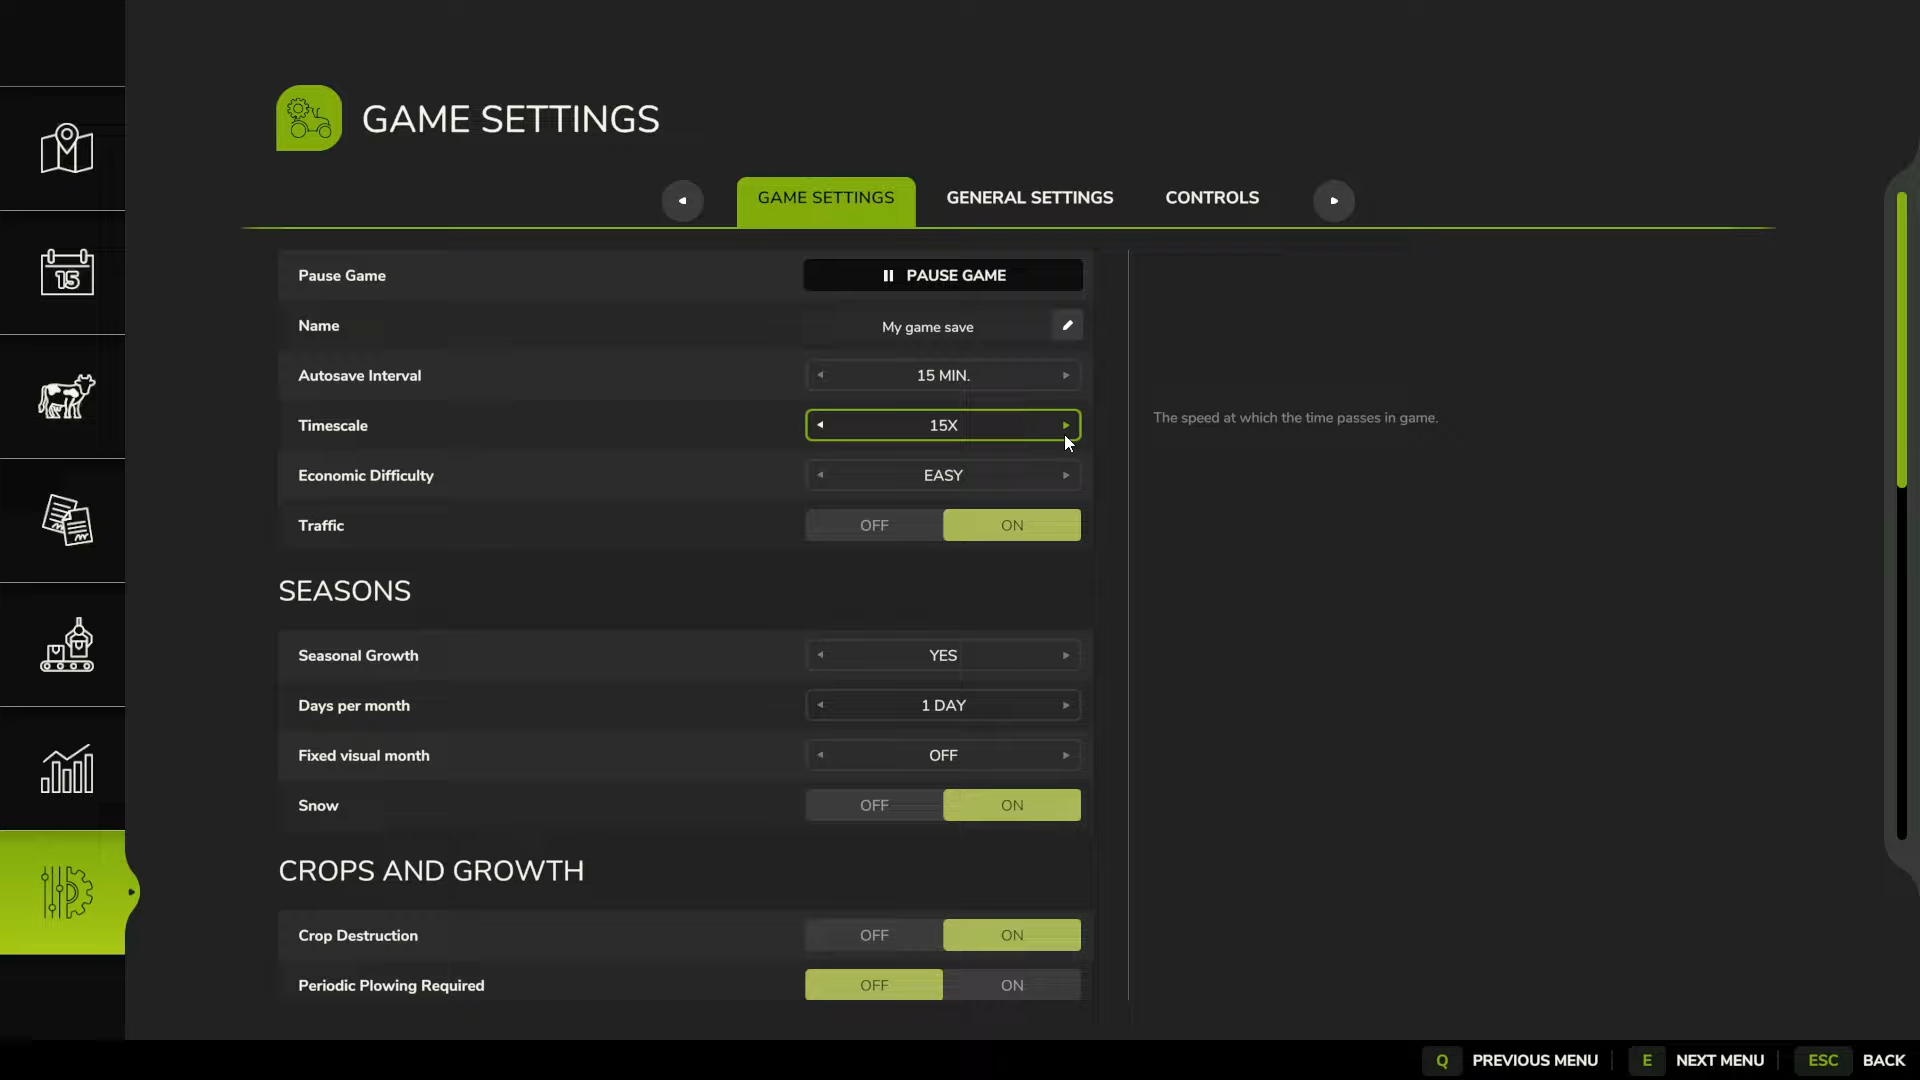 GAME SETTINGS
GAME SETTINGS
GENERAL SETTINGS
CONTROLS
Pause Game
PAUSE GAME
Name
My game save
Autosave Interval
15 MIN.
Timescale
15X
The speed at which the time passes in game.
Economic Difficulty
EASY
Traffic
OFF
ON
SEASONS
Seasonal Growth
YES
Days per month
1 DAY
Fixed visual month
OFF
Snow
OFF
ON
CROPS AND GROWTH
Crop Destruction
OFF
ON
Periodic Plowing Required
OFF
ON
15
Q PREVIOUS MENU
E NEXT MENU
ESC BACK